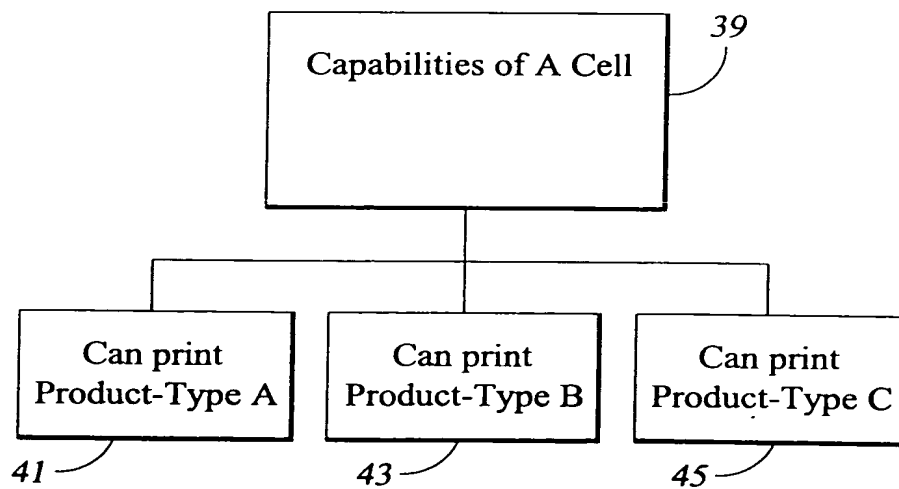 39
Capabilities of A Cell
Can print
Product-Type A
Can print
Product-Type B
Can print
Product-Type C
41
43
45